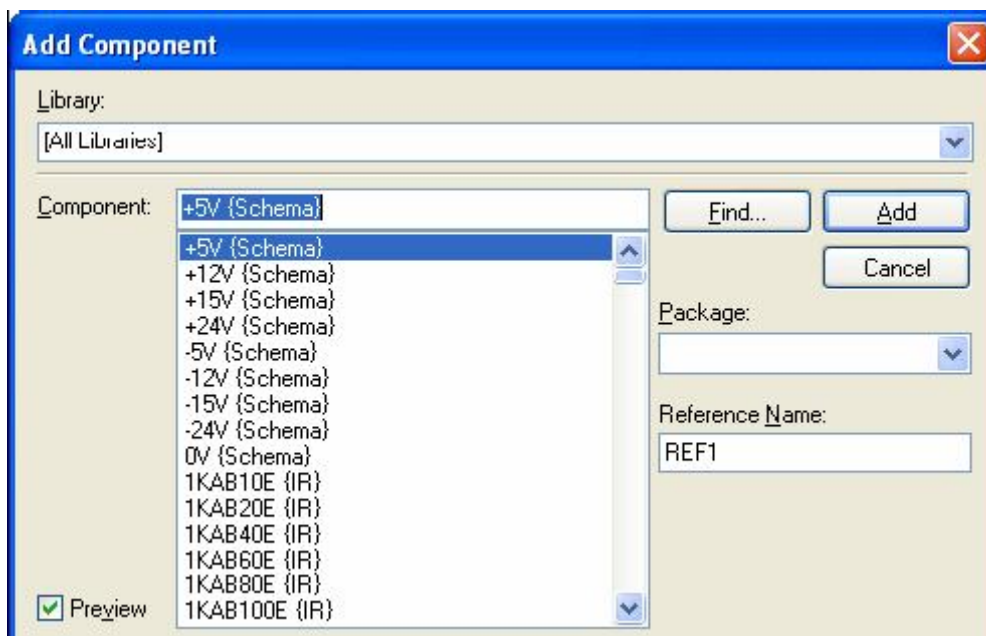 Add Component
Library:
[All Libraries]
Component:
+5V {Schema}
Find...
Add
Cancel
+5V {Schema}
+12V {Schema}
+15V {Schema}
+24V {Schema}
-5V {Schema}
-12V {Schema}
-15V {Schema}
-24V {Schema}
0V {Schema}
1KAB10E {IR}
1KAB20E {IR}
1KAB40E {IR}
1KAB60E {IR}
1KAB80E {IR}
1KAB100E {IR}
Package:
Reference Name:
REF1
Preview